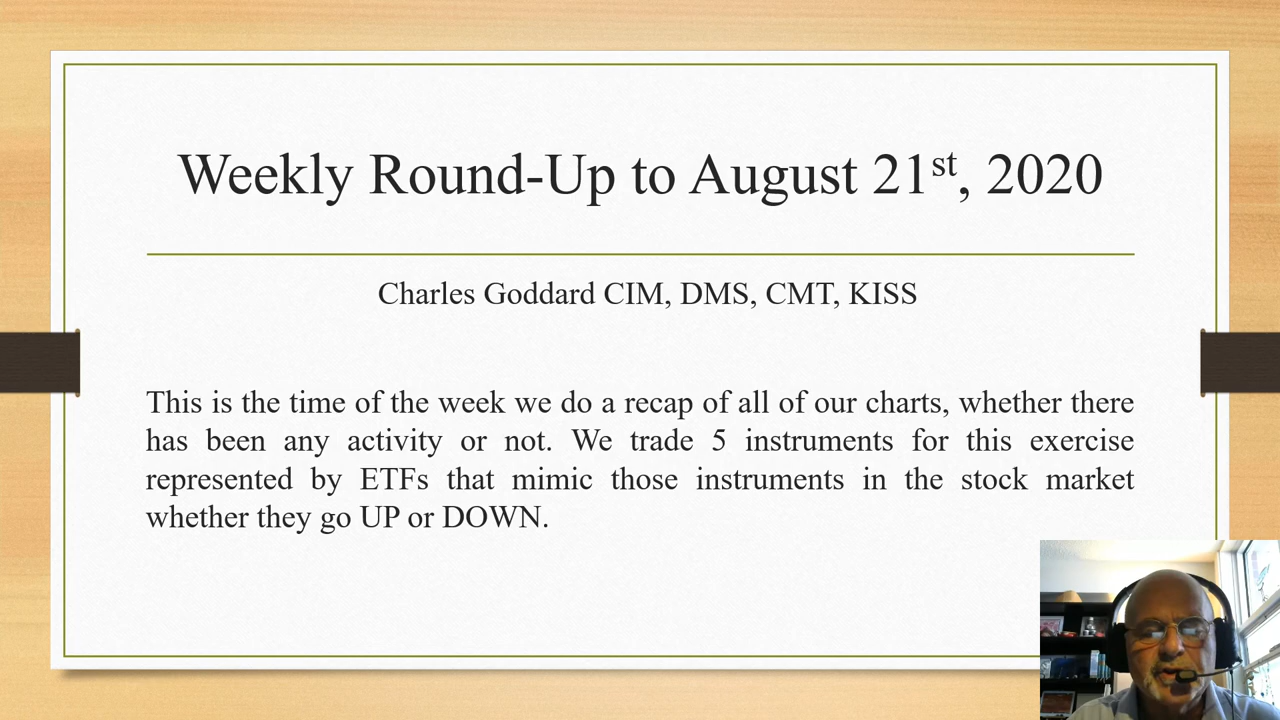 Weekly Round-Up to August 21st, 2020
Charles Goddard CIM, DMS, CMT, KISS
This is the time of the week we do a recap of all of our charts, whether there
has been any activity or not. We trade 5 instruments for this exercise
represented by ETFs that mimic those instruments in the stock market
whether they go UP or DOWN.